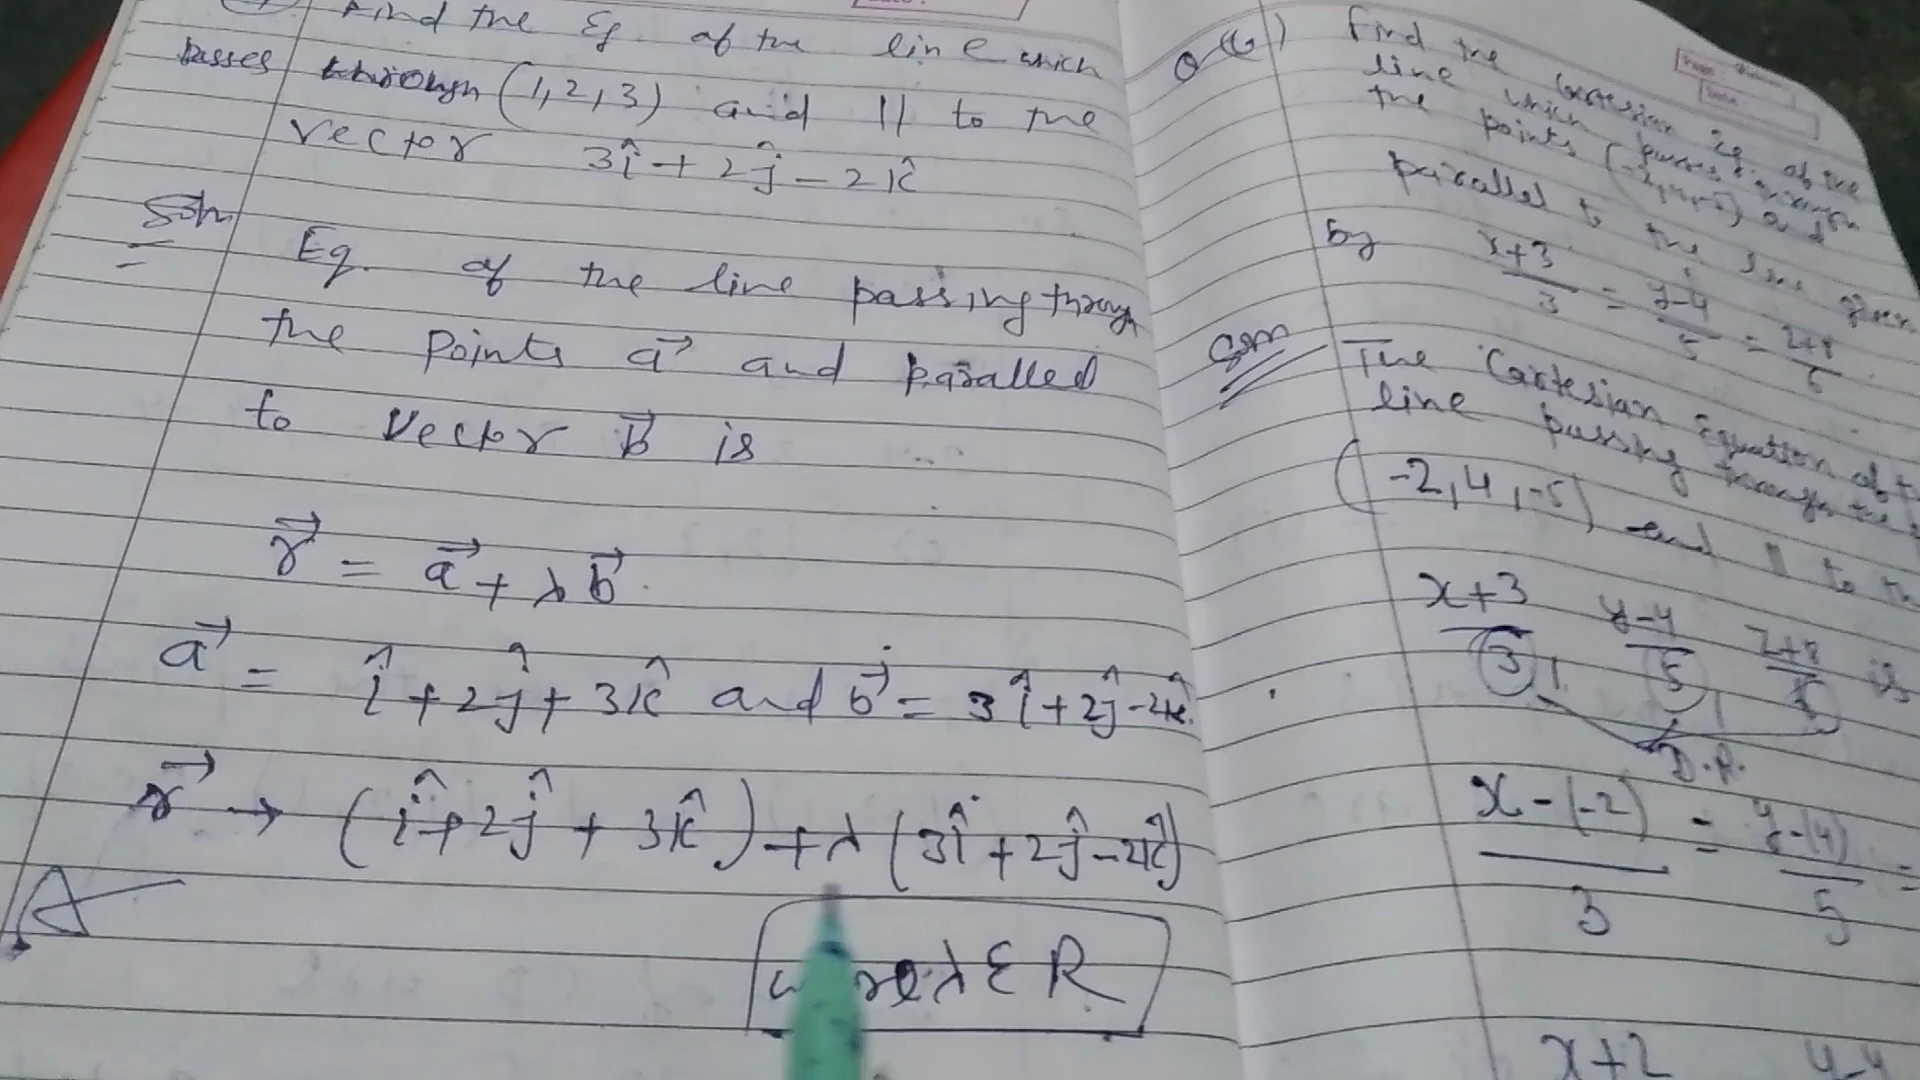 Find the Eq. of the line which
passes through (1,2,3) and || to the
vector 3î+2ĵ-2k̂
Soln
Eq. of the line passing throug
the points a⃗ and parallel
to Vector b⃗ is
r⃗ = a⃗ + λb⃗
a⃗ = î+2ĵ+3k̂ and b⃗ = 3î+2ĵ-2k̂
r⃗ → (î+2ĵ+3k̂)+λ(3î+2ĵ-2k̂)
λ∈R
Q (6) Find the Cartesian Eq. of the
line which passes through
the points
parallel to the line given
by x+3/3 = y-4/5 = z+8/6
Soln The Cartesian Equation of t
line passing through the
(-2,4,-5) and || to th
x+3/3 y-4/5 z+8 is
D.R.
x-(-2)/3 = y-(4)/5 =
x+2 y-4